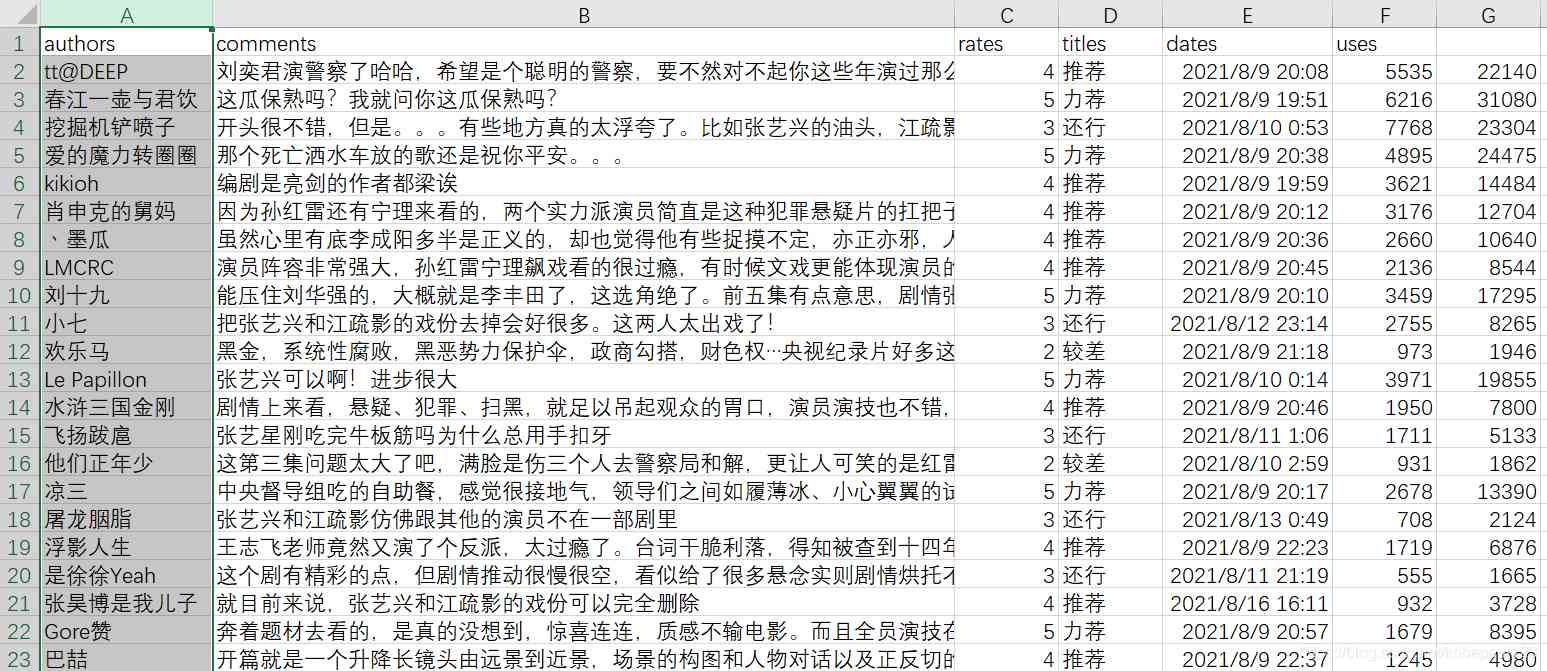 A B C D E F G
1 authors comments rates titles dates uses
2 tt@DEEP 刘奕君演警察了哈哈，希望是个聪明的警察，要不然对不起你这些年演过那么 4 推荐 2021/8/9 20:08 5535 22140
3 春江一壶与君饮 这瓜保熟吗？我就问你这瓜保熟吗？ 5 力荐 2021/8/9 19:51 6216 31080
4 挖掘机铲喷子 开头很不错，但是。。。有些地方真的太浮夸了。比如张艺兴的油头，江疏影 3 还行 2021/8/10 0:53 7768 23304
5 爱的魔力转圈圈 那个死亡洒水车放的歌还是祝你平安。。。 5 力荐 2021/8/9 20:38 4895 24475
6 kikioh 编剧是亮剑的作者都梁诶 4 推荐 2021/8/9 19:59 3621 14484
7 肖申克的舅妈 因为孙红雷还有宁理来看的，两个实力派演员简直是这种犯罪悬疑片的扛把子 4 推荐 2021/8/9 20:12 3176 12704
8 、墨瓜 虽然心里有底李成阳多半是正义的，却也觉得他有些捉摸不定，亦正亦邪，人 4 推荐 2021/8/9 20:36 2660 10640
9 LMCRC 演员阵容非常强大，孙红雷宁理飙戏看的很过瘾，有时候文戏更能体现演员的 4 推荐 2021/8/9 20:45 2136 8544
10 刘十九 能压住刘华强的，大概就是李丰田了，这选角绝了。前五集有点意思，剧情张 5 力荐 2021/8/9 20:10 3459 17295
11 小七 把张艺兴和江疏影的戏份去掉会好很多。这两人太出戏了！ 3 还行 2021/8/12 23:14 2755 8265
12 欢乐马 黑金，系统性腐败，黑恶势力保护伞，政商勾搭，财色权…央视纪录片好多这 2 较差 2021/8/9 21:18 973 1946
13 Le Papillon 张艺兴可以啊！进步很大 5 力荐 2021/8/10 0:14 3971 19855
14 水浒三国金刚 剧情上来看，悬疑、犯罪、扫黑，就足以吊起观众的胃口，演员演技也不错， 4 推荐 2021/8/9 20:46 1950 7800
15 飞扬跋扈 张艺星刚吃完牛板筋吗为什么总用手扣牙 3 还行 2021/8/11 1:06 1711 5133
16 他们正年少 这第三集问题太大了吧，满脸是伤三个人去警察局和解，更让人可笑的是红雷 2 较差 2021/8/10 2:59 931 1862
17 凉三 中央督导组吃的自助餐，感觉很接地气，领导们之间如履薄冰、小心翼翼的试 5 力荐 2021/8/9 20:17 2678 13390
18 屠龙胭脂 张艺兴和江疏影仿佛跟其他的演员不在一部剧里 3 还行 2021/8/13 0:49 708 2124
19 浮影人生 王志飞老师竟然又演了个反派，太过瘾了。台词干脆利落，得知被查到十四年 4 推荐 2021/8/9 22:23 1719 6876
20 是徐徐Yeah 这个剧有精彩的点，但剧情推动很慢很空，看似给了很多悬念实则剧情烘托不 3 还行 2021/8/11 21:19 555 1665
21 张昊博是我儿子 就目前来说，张艺兴和江疏影的戏份可以完全删除 4 推荐 2021/8/16 16:11 932 3728
22 Gore赞 奔着题材去看的，是真的没想到，惊喜连连，质感不输电影。而且全员演技在 5 力荐 2021/8/9 20:57 1679 8395
23 巴喆 开篇就是一个升降长镜头由远景到近景，场景的构图和人物对话以及正反切的 4 推荐 2021/8/9 22:37 1245 4980